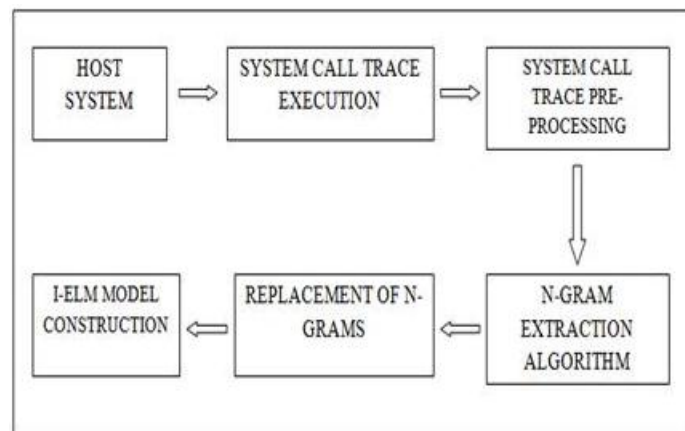 HOST
SYSTEM
SYSTEM CALL TRACE
EXECUTION
SYSTEM CALL
TRACE PRE-
PROCESSING
N-GRAM
EXTRACTION
ALGORITHM
REPLACEMENT OF N-
GRAMS
I-ELM MODEL
CONSTRUCTION